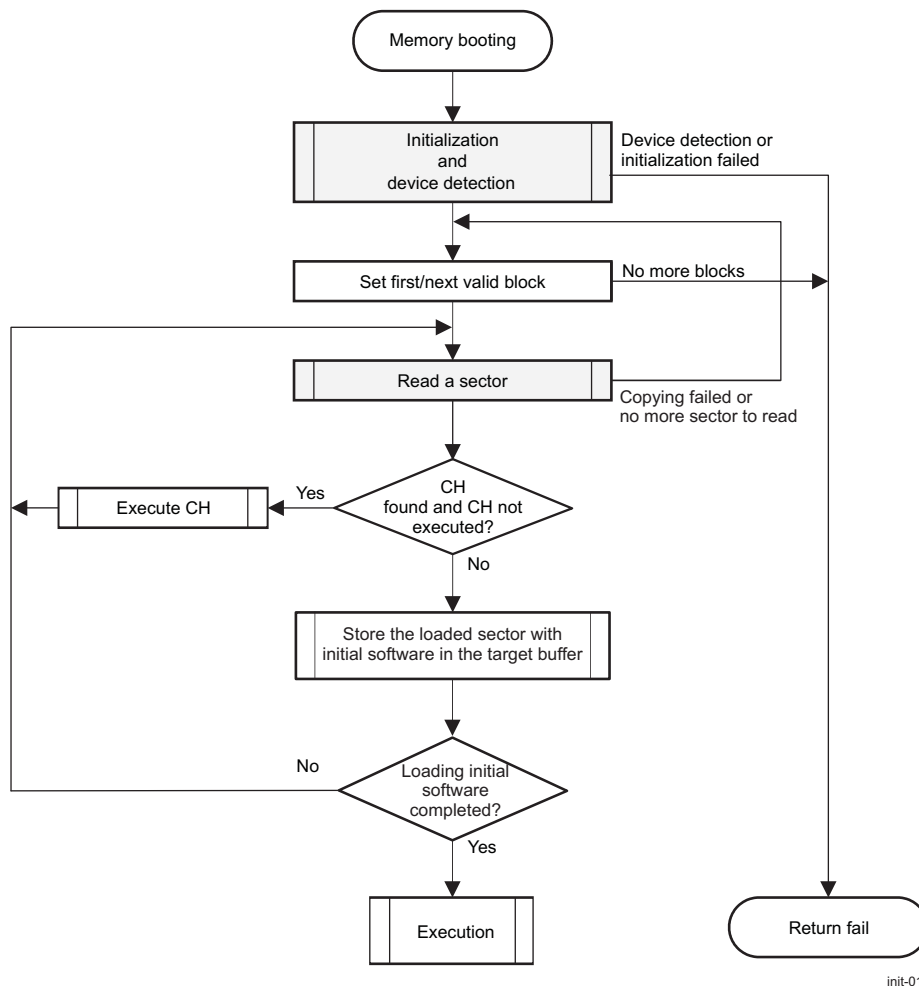 Memory booting
Initialization
and
device detection
Device detection or
initialization failed
Set first/next valid block
No more blocks
Read a sector
Copying failed or
no more sector to read
CH
found and CH not
executed?
Yes
Execute CH
No
Store the loaded sector with
initial software in the target buffer
No
Loading initial
software
completed?
Yes
Execution
Return fail